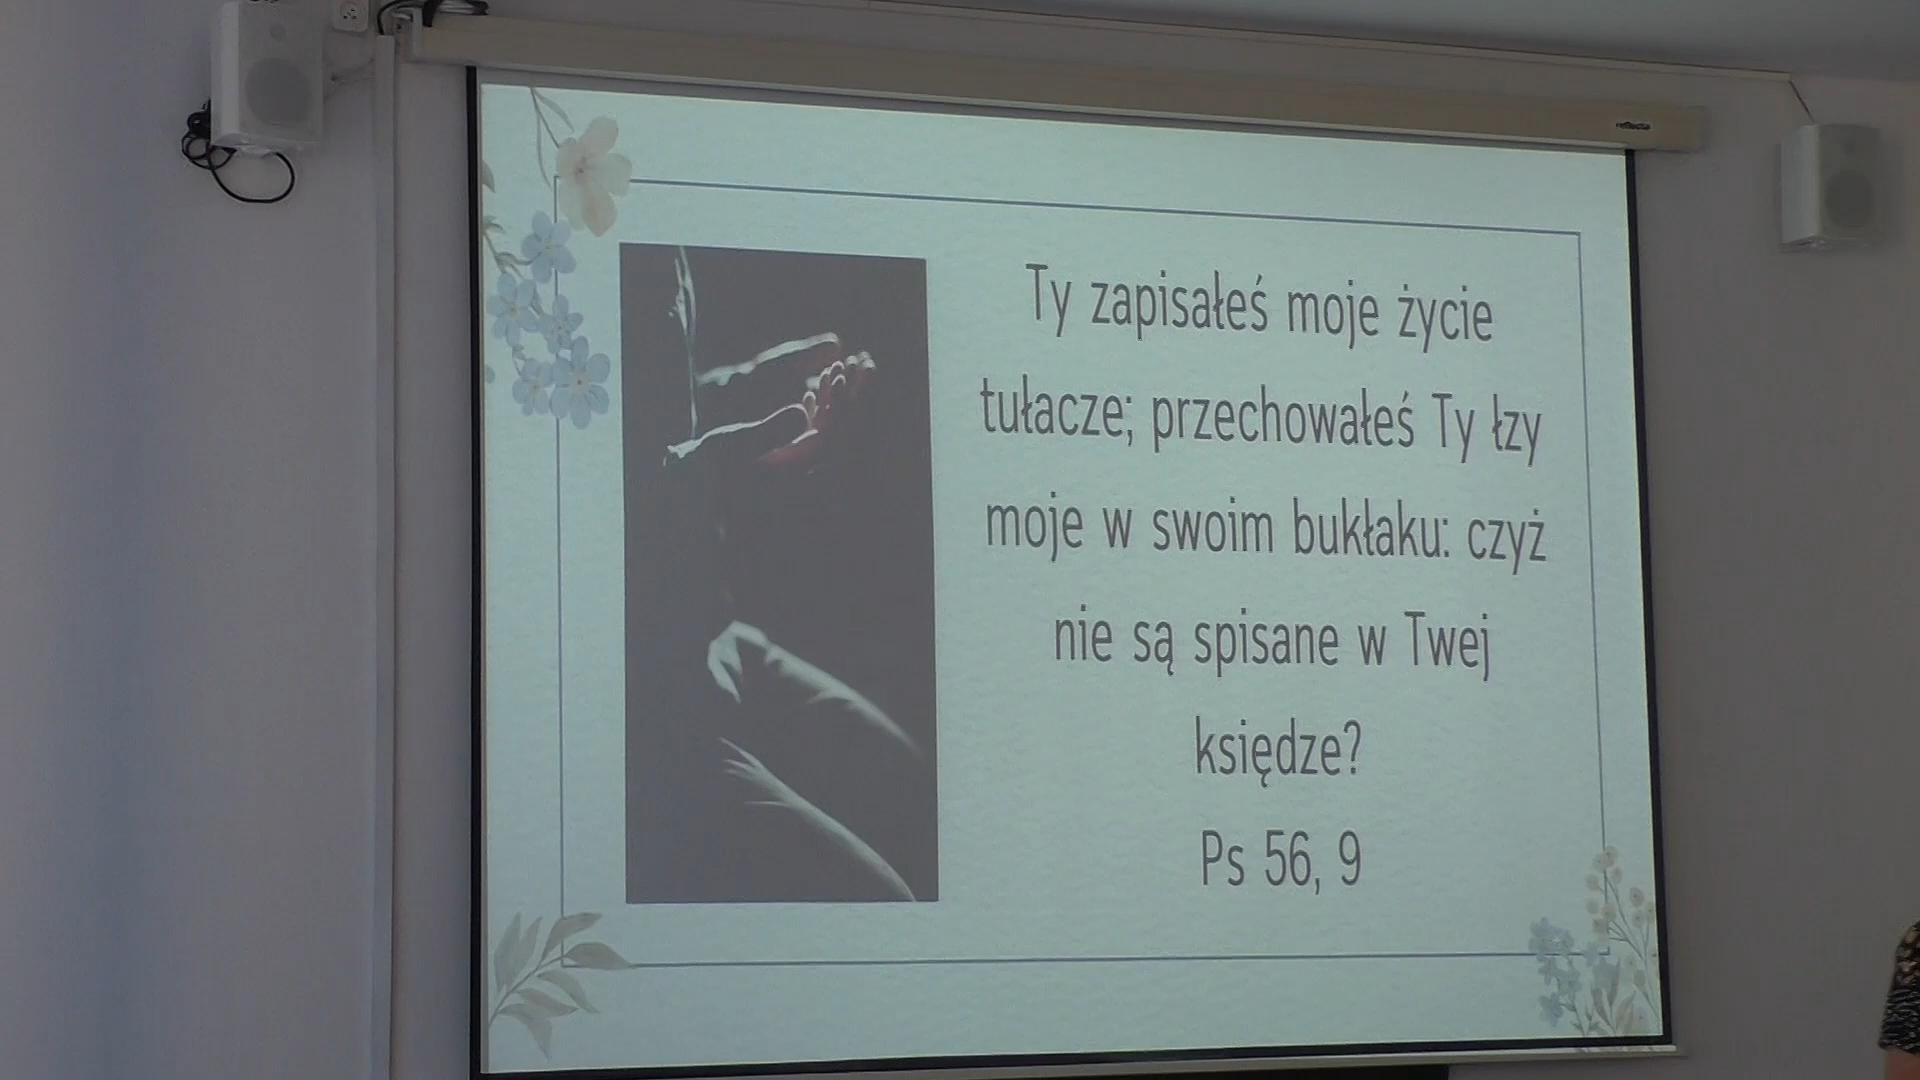 Ty zapisałeś moje życie
tułacze; przechowałeś Ty łzy
moje w swoim bukłaku: czyż
nie są spisane w Twej
księdze?
Ps 56, 9